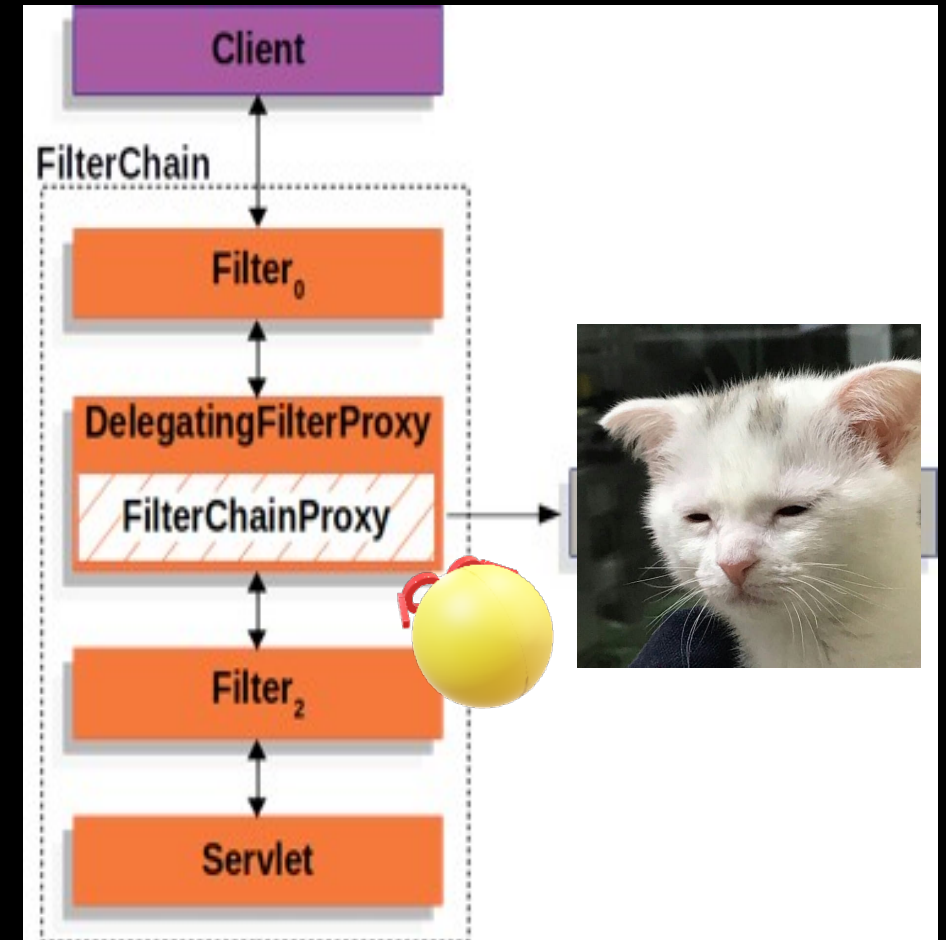 Client
FilterChain
Filter₀
DelegatingFilterProxy
FilterChainProxy
Filter₂
Servlet